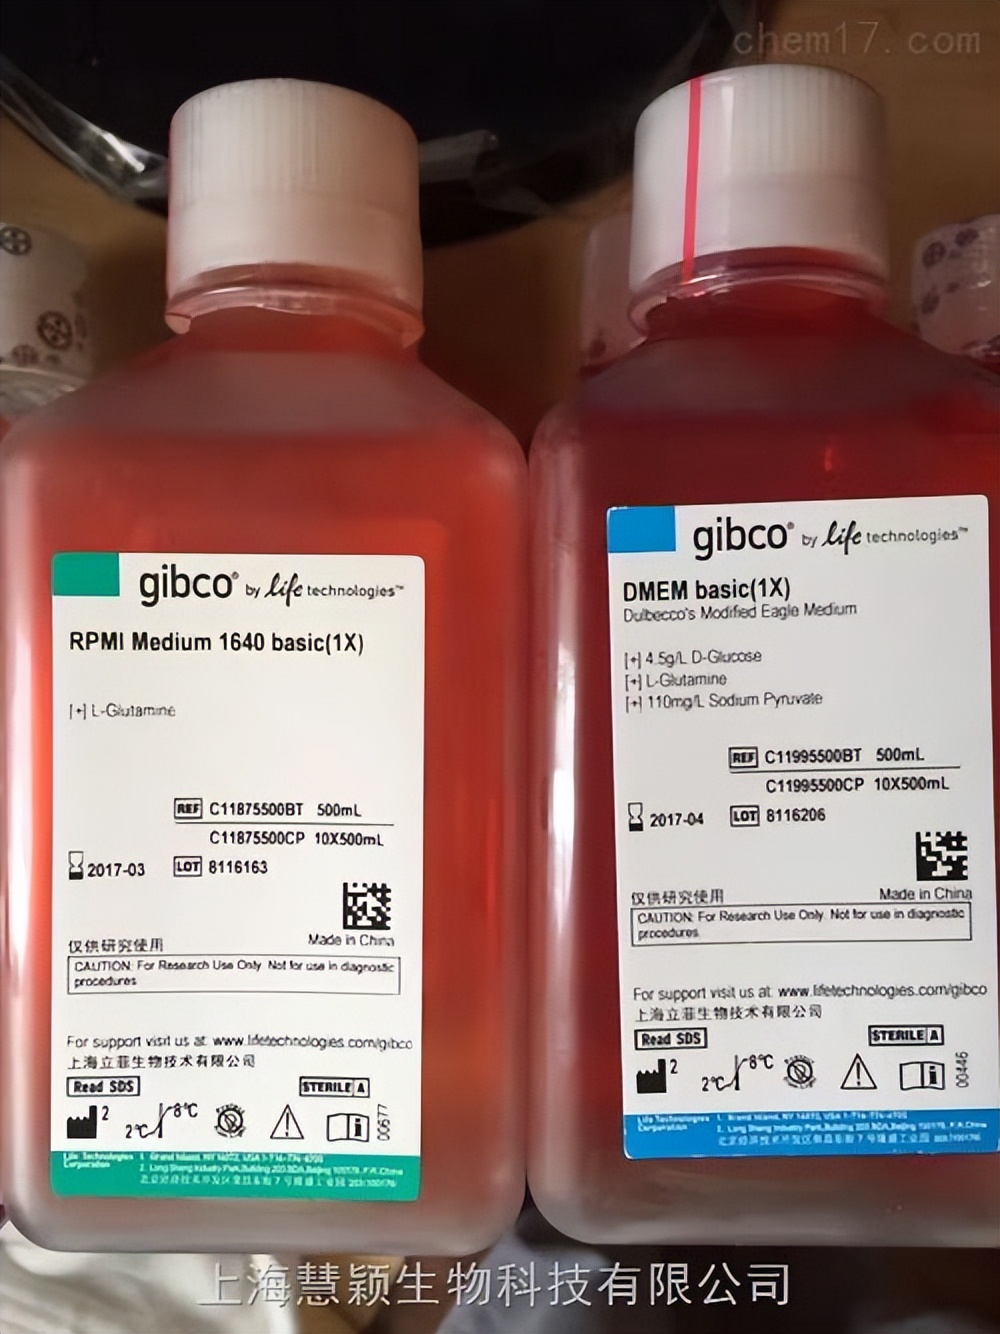 chem17.com
gibco® by life technologies™
RPMI Medium 1640 basic(1X)
[+] L-Glutamine
REF C11875500BT 500mL
C11875500CP 10X500mL
2017-03 LOT 8116163
仅供研究使用 Made in China
CAUTION: For Research Use Only. Not for use in diagnostic
procedures
For support visit us at: www.lifetechnologies.com/gibco
上海立菲生物技术有限公司
Read SDS STERILE A
2 2°C 8°C 00677
Life Technologies
Corporation
gibco® by life technologies™
DMEM basic(1X)
Dulbecco's Modified Eagle Medium
[+] 4.5g/L D-Glucose
[+] L-Glutamine
[+] 110mg/L Sodium Pyruvate
REF C11995500BT 500mL
C11995500CP 10X500mL
2017-04 LOT 8116206
仅供研究使用 Made in China
CAUTION: For Research Use Only. Not for use in diagnostic
procedures.
For support visit us at: www.lifetechnologies.com/gibco
上海立菲生物技术有限公司
Read SDS STERILE A
2 2°C 8°C 00446
Life Technologies
Corporation
上海慧颖生物科技有限公司